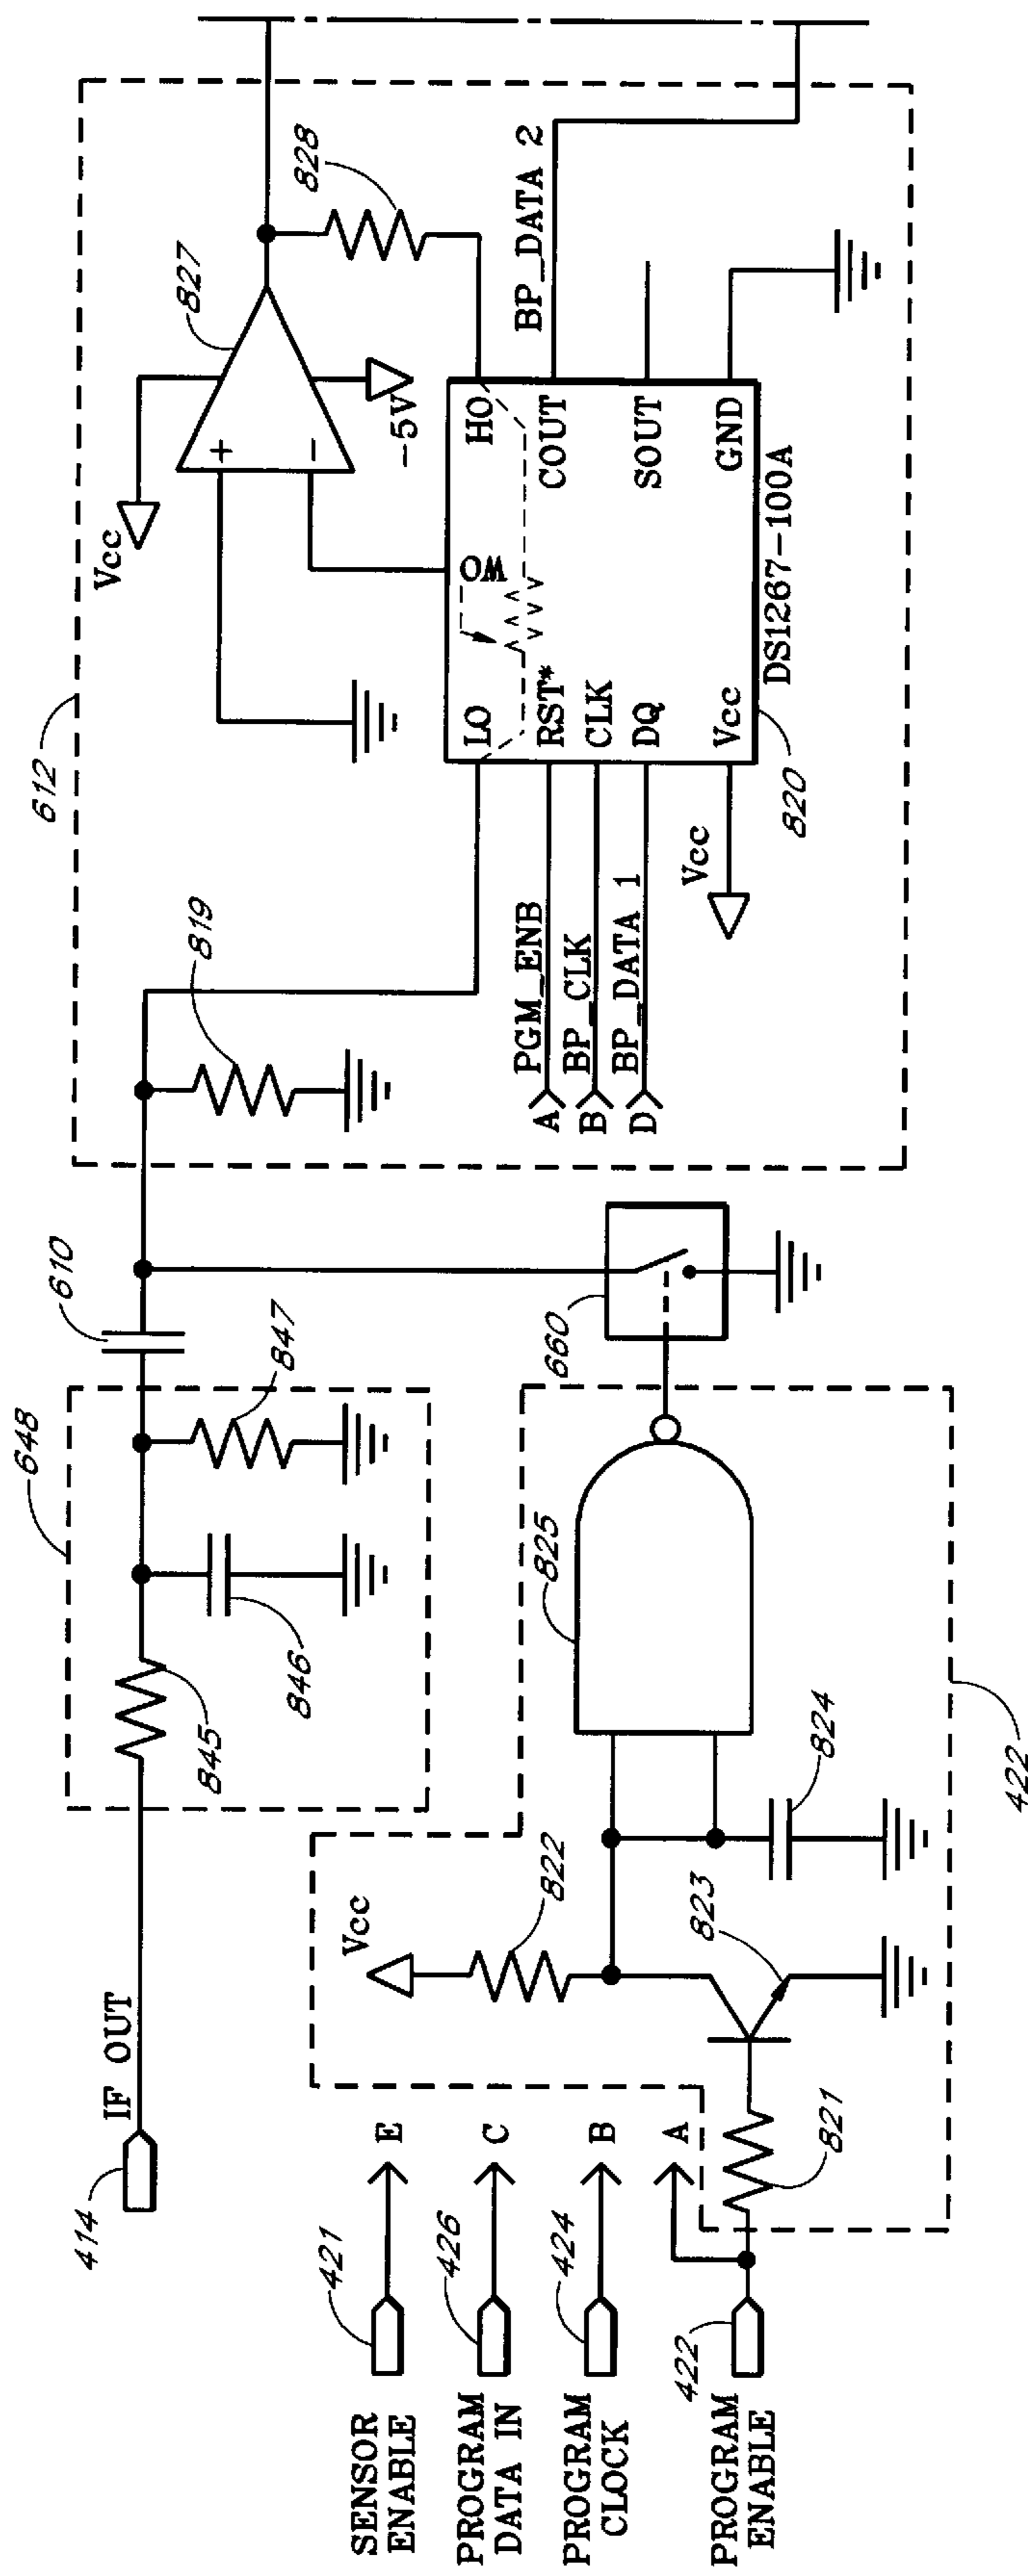 414
IF OUT
648
845
846
847
610
612
819
Vcc
827
+
−
-5V
828
LO
WO
HO
RST*
COUT
BP_DATA 2
CLK
DQ
SOUT
Vcc
GND
DS1267-100A
820
A
PGM_ENB
B
BP_CLK
D
BP_DATA 1
Vcc
660
SENSOR
ENABLE
421
E
PROGRAM
DATA IN
426
C
PROGRAM
CLOCK
424
B
PROGRAM
ENABLE
422
A
821
Vcc
822
823
824
825
422